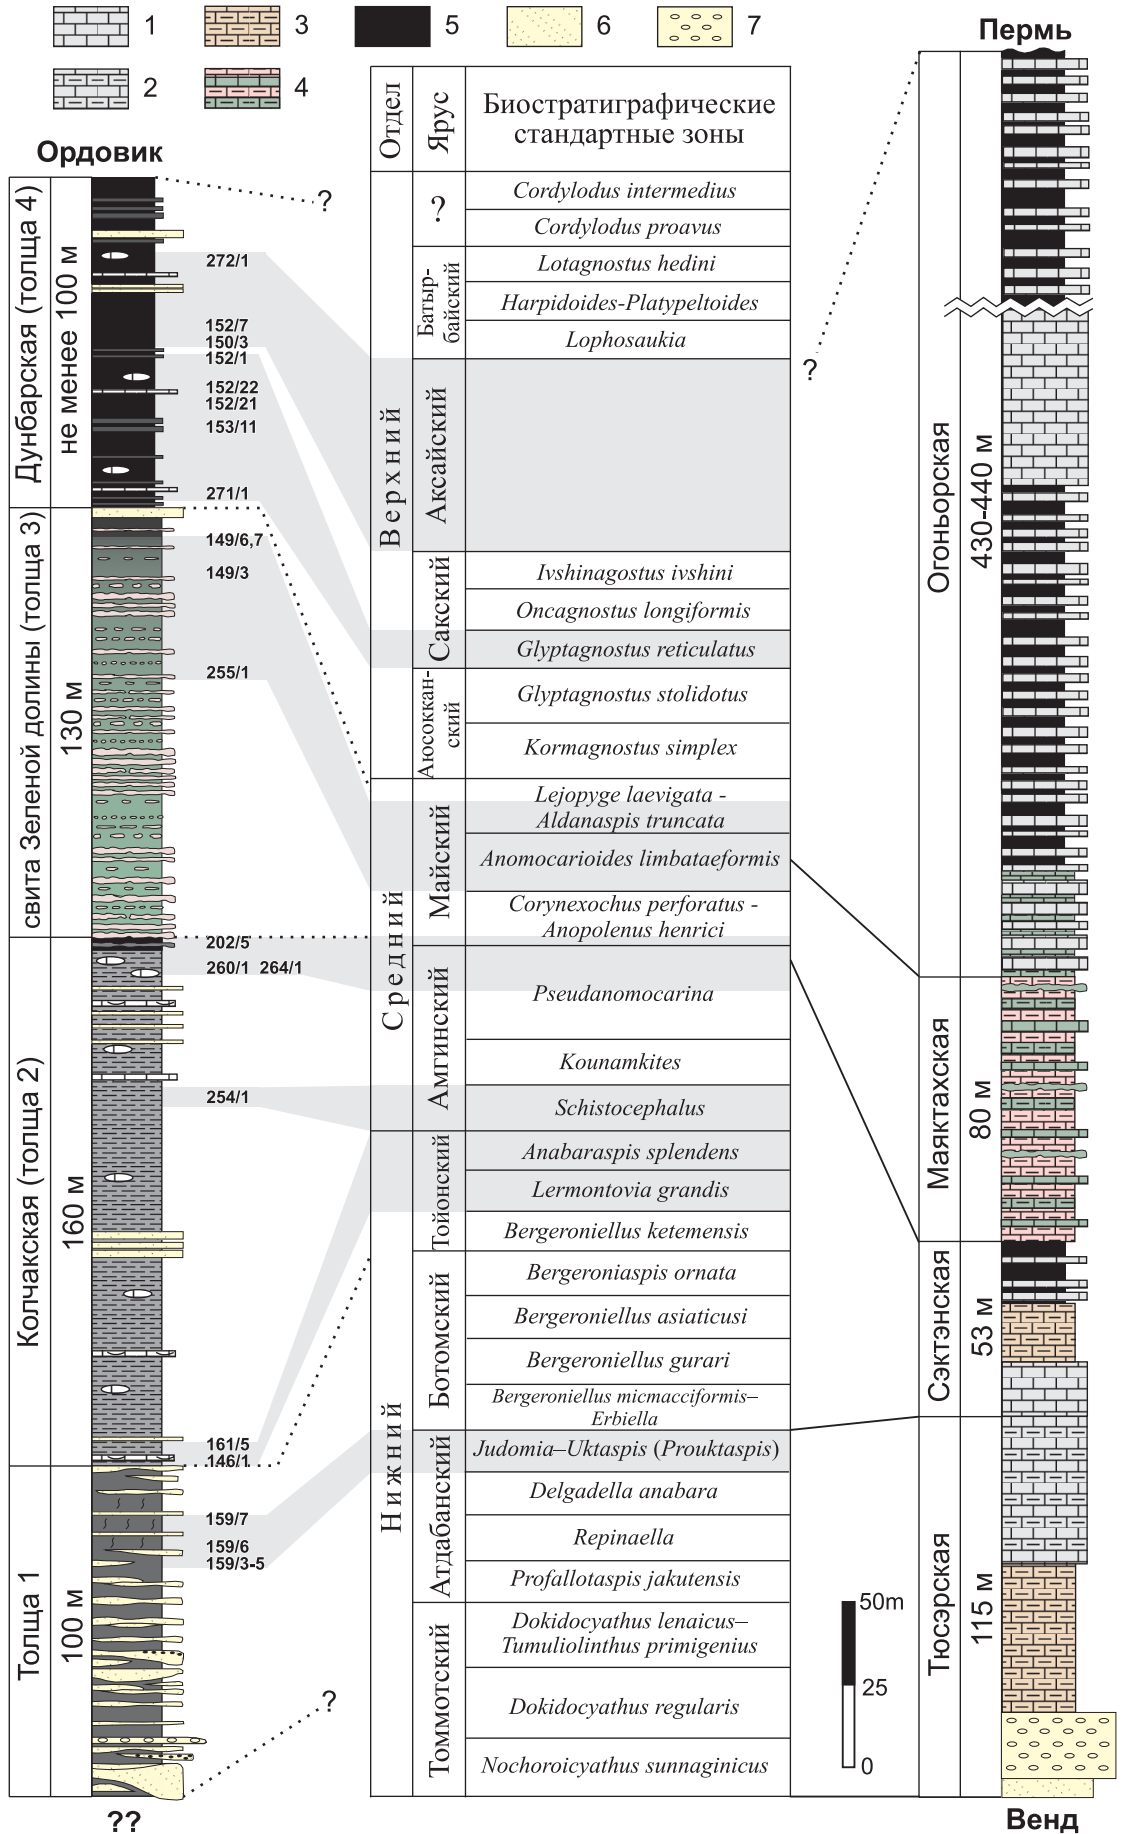 1
3
5
6
7
2
4
Пермь
Ордовик
Отдел
Ярус
Биостратиграфические
стандартные зоны
?
Cordylodus intermedius
Cordylodus proavus
Батыр-
байский
Lotagnostus hedini
Harpidoides-Platypeltoides
Lophosaukia
Верхний
Аксайский
Сакский
Ivshinagostus ivshini
Oncagnostus longiformis
Glyptagnostus reticulatus
Аюсоккан-
ский
Glyptagnostus stolidotus
Kormagnostus simplex
Средний
Майский
Lejopyge laevigata -
Aldanaspis truncata
Anomocarioides limbataeformis
Corynexochus perforatus -
Anopolenus henrici
Амгинский
Pseudanomocarina
Kounamkites
Schistocephalus
Нижний
Тойонский
Anabaraspis splendens
Lermontovia grandis
Bergeroniellus ketemensis
Ботомский
Bergeroniaspis ornata
Bergeroniellus asiaticusi
Bergeroniellus gurari
Bergeroniellus micmacciformis–
Erbiella
Атдабанский
Judomia–Uktaspis (Prouktaspis)
Delgadella anabara
Repinaella
Profallotaspis jakutensis
Томмотский
Dokidocyathus lenaicus–
Tumuliolinthus primigenius
Dokidocyathus regularis
Nochoroicyathus sunnaginicus
Дунбарская (толща 4)
не менее 100 м
свита Зеленой долины (толща 3)
130 м
Колчакская (толща 2)
160 м
Толща 1
100 м
?
272/1
152/7
150/3
152/1
152/22
152/21
153/11
271/1
149/6,7
149/3
255/1
202/5
260/1 264/1
254/1
161/5
146/1
159/7
159/6
159/3-5
?
??
?
Огоньорская
430-440 м
Маяктахская
80 м
Сэктэнская
53 м
Тюсэрская
115 м
50m
25
0
Венд